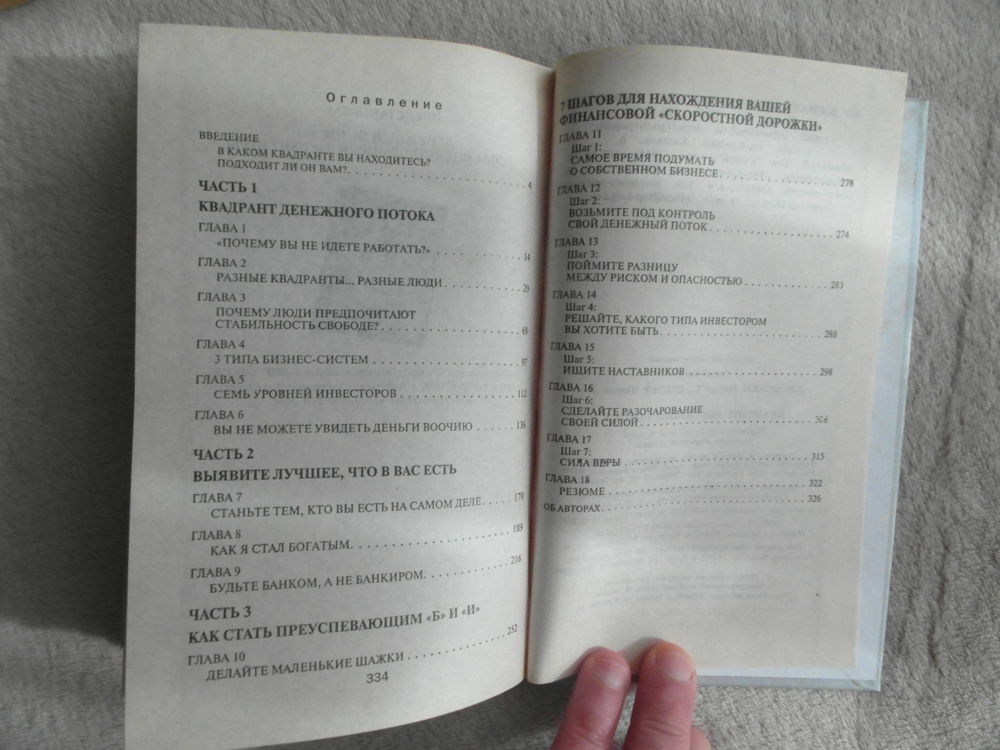 Оглавление
ВВЕДЕНИЕ
В КАКОМ КВАДРАНТЕ ВЫ НАХОДИТЕСЬ?
ПОДХОДИТ ЛИ ОН ВАМ? 4
ЧАСТЬ 1
КВАДРАНТ ДЕНЕЖНОГО ПОТОКА
ГЛАВА 1
«ПОЧЕМУ ВЫ НЕ ИДЕТЕ РАБОТАТЬ?» 14
ГЛАВА 2
РАЗНЫЕ КВАДРАНТЫ... РАЗНЫЕ ЛЮДИ 29
ГЛАВА 3
ПОЧЕМУ ЛЮДИ ПРЕДПОЧИТАЮТ
СТАБИЛЬНОСТЬ СВОБОДЕ? 69
ГЛАВА 4
3 ТИПА БИЗНЕС-СИСТЕМ 97
ГЛАВА 5
СЕМЬ УРОВНЕЙ ИНВЕСТОРОВ 112
ГЛАВА 6
ВЫ НЕ МОЖЕТЕ УВИДЕТЬ ДЕНЬГИ ВООЧИЮ 136
ЧАСТЬ 2
ВЫЯВИТЕ ЛУЧШЕЕ, ЧТО В ВАС ЕСТЬ
ГЛАВА 7
СТАНЬТЕ ТЕМ, КТО ВЫ ЕСТЬ НА САМОМ ДЕЛЕ 170
ГЛАВА 8
КАК Я СТАЛ БОГАТЫМ 189
ГЛАВА 9
БУДЬТЕ БАНКОМ, А НЕ БАНКИРОМ 216
ЧАСТЬ 3
КАК СТАТЬ ПРЕУСПЕВАЮЩИМ «Б» И «И»
ГЛАВА 10
ДЕЛАЙТЕ МАЛЕНЬКИЕ ШАЖКИ 252
334
7 ШАГОВ ДЛЯ НАХОЖДЕНИЯ ВАШЕЙ
ФИНАНСОВОЙ «СКОРОСТНОЙ ДОРОЖКИ»
ГЛАВА 11
Шаг 1:
САМОЕ ВРЕМЯ ПОДУМАТЬ
О СОБСТВЕННОМ БИЗНЕСЕ 270
ГЛАВА 12
Шаг 2:
ВОЗЬМИТЕ ПОД КОНТРОЛЬ
СВОЙ ДЕНЕЖНЫЙ ПОТОК 274
ГЛАВА 13
Шаг 3:
ПОЙМИТЕ РАЗНИЦУ
МЕЖДУ РИСКОМ И ОПАСНОСТЬЮ 283
ГЛАВА 14
Шаг 4:
РЕШАЙТЕ, КАКОГО ТИПА ИНВЕСТОРОМ
ВЫ ХОТИТЕ БЫТЬ 288
ГЛАВА 15
Шаг 5:
ИЩИТЕ НАСТАВНИКОВ 298
ГЛАВА 16
Шаг 6:
СДЕЛАЙТЕ РАЗОЧАРОВАНИЕ
СВОЕЙ СИЛОЙ 306
ГЛАВА 17
Шаг 7:
СИЛА ВЕРЫ 315
ГЛАВА 18
РЕЗЮМЕ 322
ОБ АВТОРАХ 326